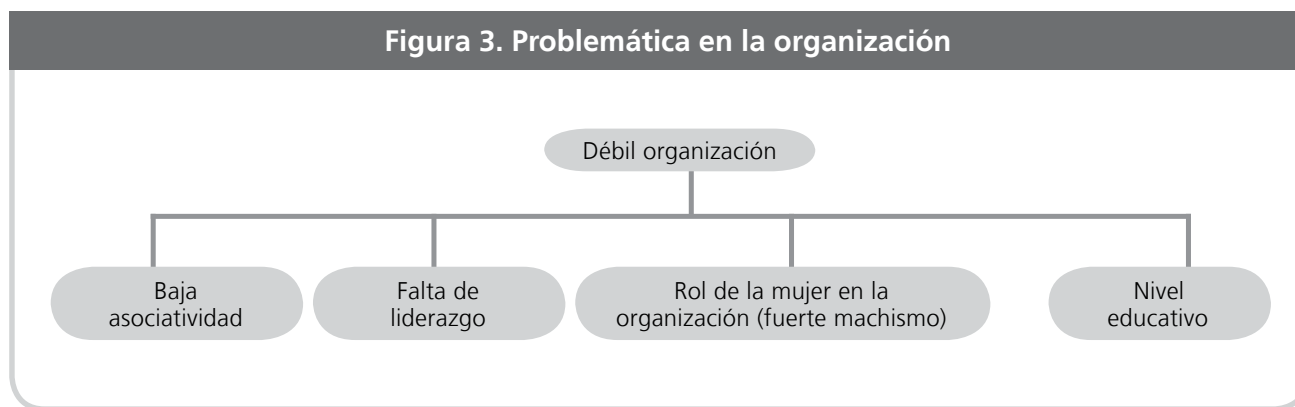 Figura 3. Problemática en la organización
Débil organización
Baja
asociatividad
Falta de
liderazgo
Rol de la mujer en la
organización (fuerte machismo)
Nivel
educativo